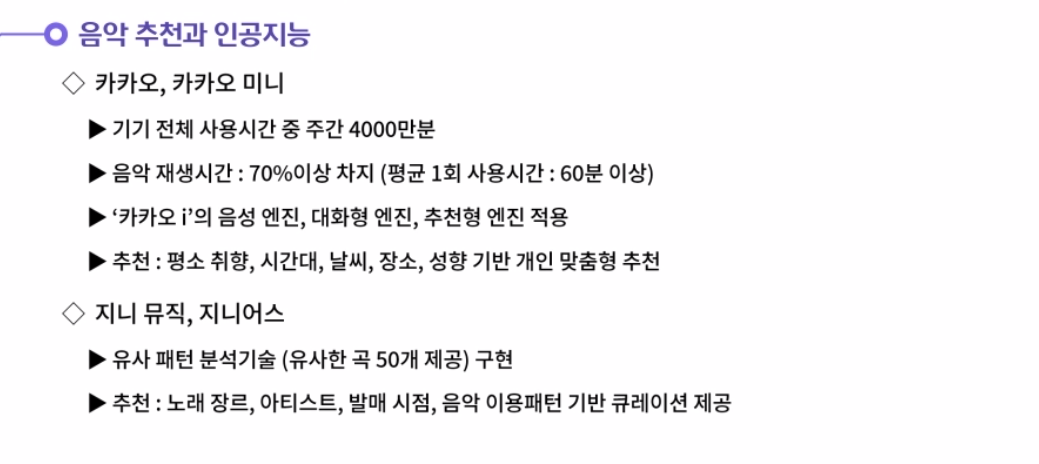 음악 추천과 인공지능
◇ 카카오, 카카오 미니
▶ 기기 전체 사용시간 중 주간 4000만분
▶ 음악 재생시간 : 70%이상 차지 (평균 1회 사용시간 : 60분 이상)
▶ ‘카카오 i’의 음성 엔진, 대화형 엔진, 추천형 엔진 적용
▶ 추천 : 평소 취향, 시간대, 날씨, 장소, 성향 기반 개인 맞춤형 추천
◇ 지니 뮤직, 지니어스
▶ 유사 패턴 분석기술 (유사한 곡 50개 제공) 구현
▶ 추천 : 노래 장르, 아티스트, 발매 시점, 음악 이용패턴 기반 큐레이션 제공